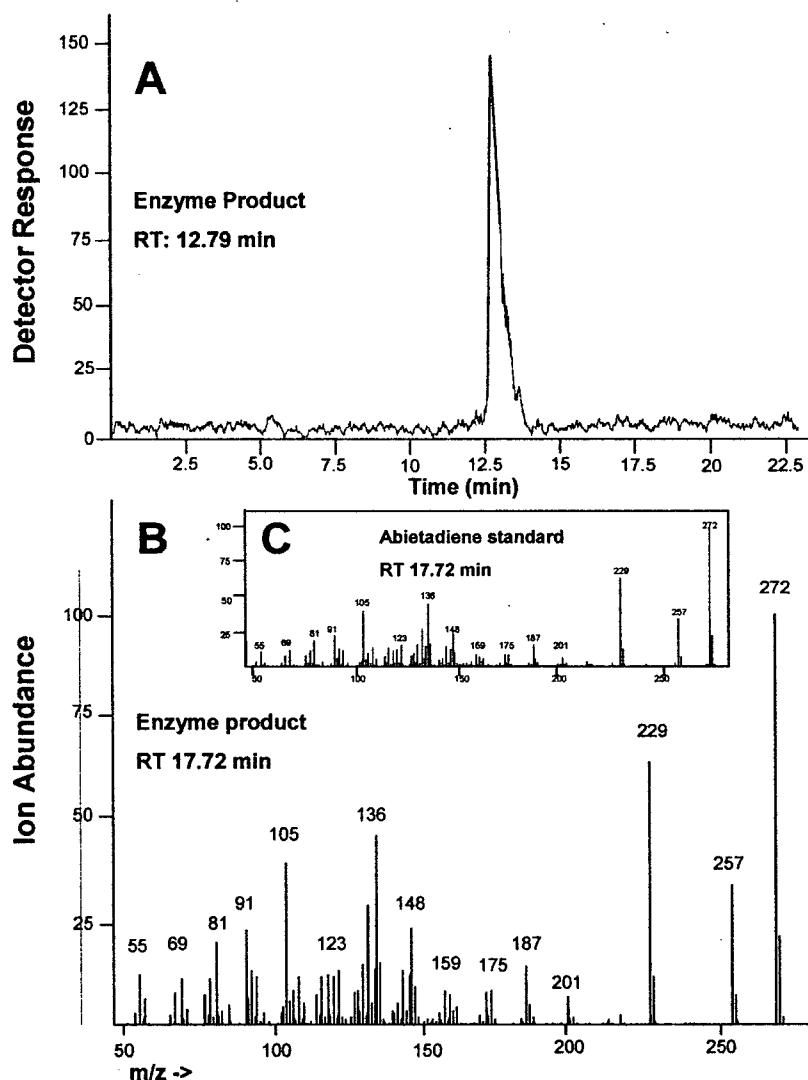 150
A
125
Detector Response
100
Enzyme Product
75
RT: 12.79 min
50
25
0
2.5 5.0 7.5 10 12.5 15 17.5 20 22.5
Time (min)
B
C
100
Abietadiene standard
272
75
RT 17.72 min
229
50
136
105
257
25
55 69 81 91 123 148 159 175 187 201
50 100 150 200 250
272
100
75
Enzyme product
229
RT 17.72 min
Ion Abundance
50
136
105
257
91
148
25
81
55 69 123 159 175 187
201
50 100 150 200 250
m/z ->